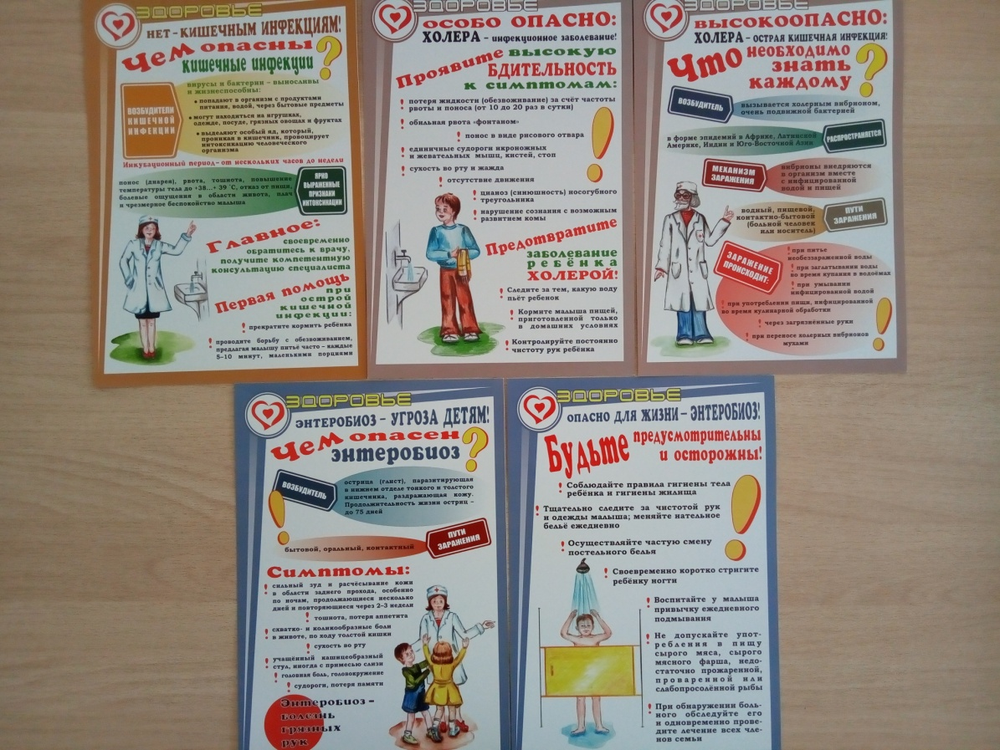 ЗДОРОВЬЕ
НЕТ – КИШЕЧНЫМ ИНФЕКЦИЯМ!
Чем опасны
кишечные инфекции ?
вирусы и бактерии – выносливы
и жизнеспособны:
• попадают в организм с продуктами
питания, водой, через бытовые предметы
• могут находиться на игрушках,
одежде, посуде, грязных овощах и фруктах
• выделяют особый яд, который,
проникая в кишечник, провоцирует
интоксикацию человеческого
организма
ВОЗБУДИТЕЛИ
КИШЕЧНОЙ
ИНФЕКЦИИ
Инкубационный период – от нескольких часов до недели
понос (диарея), рвота, тошнота, повышение
температуры тела до +38...+39 °С, отказ от пищи,
болевые ощущения в области живота, плач
и чрезмерное беспокойство малыша
ЯРКО
ВЫРАЖЕННЫЕ
ПРИЗНАКИ
ИНТОКСИКАЦИИ
Главное:
своевременно
обратитесь к врачу,
получите компетентную
консультацию специалиста
Первая помощь
при
острой
кишечной
инфекции:
! прекратите кормить ребёнка
! проводите борьбу с обезвоживанием,
предлагая малышу питьё часто – каждые
5–10 минут, маленькими порциями
ЗДОРОВЬЕ
ОСОБО ОПАСНО:
ХОЛЕРА – инфекционное заболевание!
Проявите высокую
БДИТЕЛЬНОСТЬ
к симптомам:
! потеря жидкости (обезвоживание) за счёт частоты
рвоты и поноса (от 10 до 20 раз в сутки)
! обильная рвота «фонтаном»
! понос в виде рисового отвара
! единичные судороги икроножных
и жевательных мышц, кистей, стоп
! сухость во рту и жажда
! отсутствие движения
! цианоз (синюшность) носогубного
треугольника
! нарушение сознания с возможным
развитием комы
!
Предотвратите
заболевание
ребёнка
ХОЛЕРОЙ!
! Следите за тем, какую воду
пьёт ребенок
! Кормите малыша пищей,
приготовленной только
в домашних условиях
! Контролируйте постоянно
чистоту рук ребёнка
ЗДОРОВЬЕ
ВЫСОКООПАСНО:
ХОЛЕРА – ОСТРАЯ КИШЕЧНАЯ ИНФЕКЦИЯ!
Что необходимо
знать
каждому ?
ВОЗБУДИТЕЛЬ
вызывается холерным вибрионом,
очень подвижной бактерией
в форме эпидемий в Африке, Латинской
Америке, Индии и Юго-Восточной Азии
РАСПРОСТРАНЯЕТСЯ
МЕХАНИЗМ
ЗАРАЖЕНИЯ
вибрионы внедряются
в организм вместе
с инфицированной
водой и пищей
водный, пищевой,
контактно-бытовой
(больной человек
или носитель)
ПУТИ
ЗАРАЖЕНИЯ
ЗАРАЖЕНИЕ
ПРОИСХОДИТ:
! при питье
необеззараженной воды
! при заглатывании воды
во время купания в водоёмах
! при умывании
инфицированной водой
! при употреблении пищи, инфицированной
во время кулинарной обработки
! через загрязнённые руки
! при переносе холерных вибрионов
мухами
!
ЗДОРОВЬЕ
ЭНТЕРОБИОЗ – УГРОЗА ДЕТЯМ!
Чем опасен
энтеробиоз ?
ВОЗБУДИТЕЛЬ
острица (глист), паразитирующая
в нижнем отделе тонкого и толстого
кишечника, раздражающая кожу.
Продолжительность жизни остриц –
до 75 дней
!
бытовой, оральный, контактный
ПУТИ
ЗАРАЖЕНИЯ
Симптомы:
! сильный зуд и расчёсывание кожи
в области заднего прохода, особенно
по ночам, продолжающиеся несколько
дней и повторяющиеся через 2–3 недели
! тошнота, потеря аппетита
! схватко- и коликообразные боли
в животе, по ходу толстой кишки
! сухость во рту
! учащённый кашицеобразный
стул, иногда с примесью слизи
! головная боль, головокружение
! судороги, потеря памяти
Энтеробиоз –
болезнь
грязных
рук
ЗДОРОВЬЕ
ОПАСНО ДЛЯ ЖИЗНИ – ЭНТЕРОБИОЗ!
Будьте предусмотрительны
и осторожны!
! Соблюдайте правила гигиены тела
ребёнка и гигиены жилища
! Тщательно следите за чистотой рук
и одежды малыша; меняйте нательное
бельё ежедневно
! Осуществляйте частую смену
постельного белья
!
! Своевременно коротко стригите
ребёнку ногти
! Воспитайте у малыша
привычку ежедневного
подмывания
! Не допускайте упот-
ребления в пищу
сырого мяса, сырого
мясного фарша, недо-
статочно прожаренной,
проваренной или
слабопросолённой рыбы
! При обнаружении боль-
ного обследуйте его
и одновременно прове-
дите лечение всех чле-
нов семьи